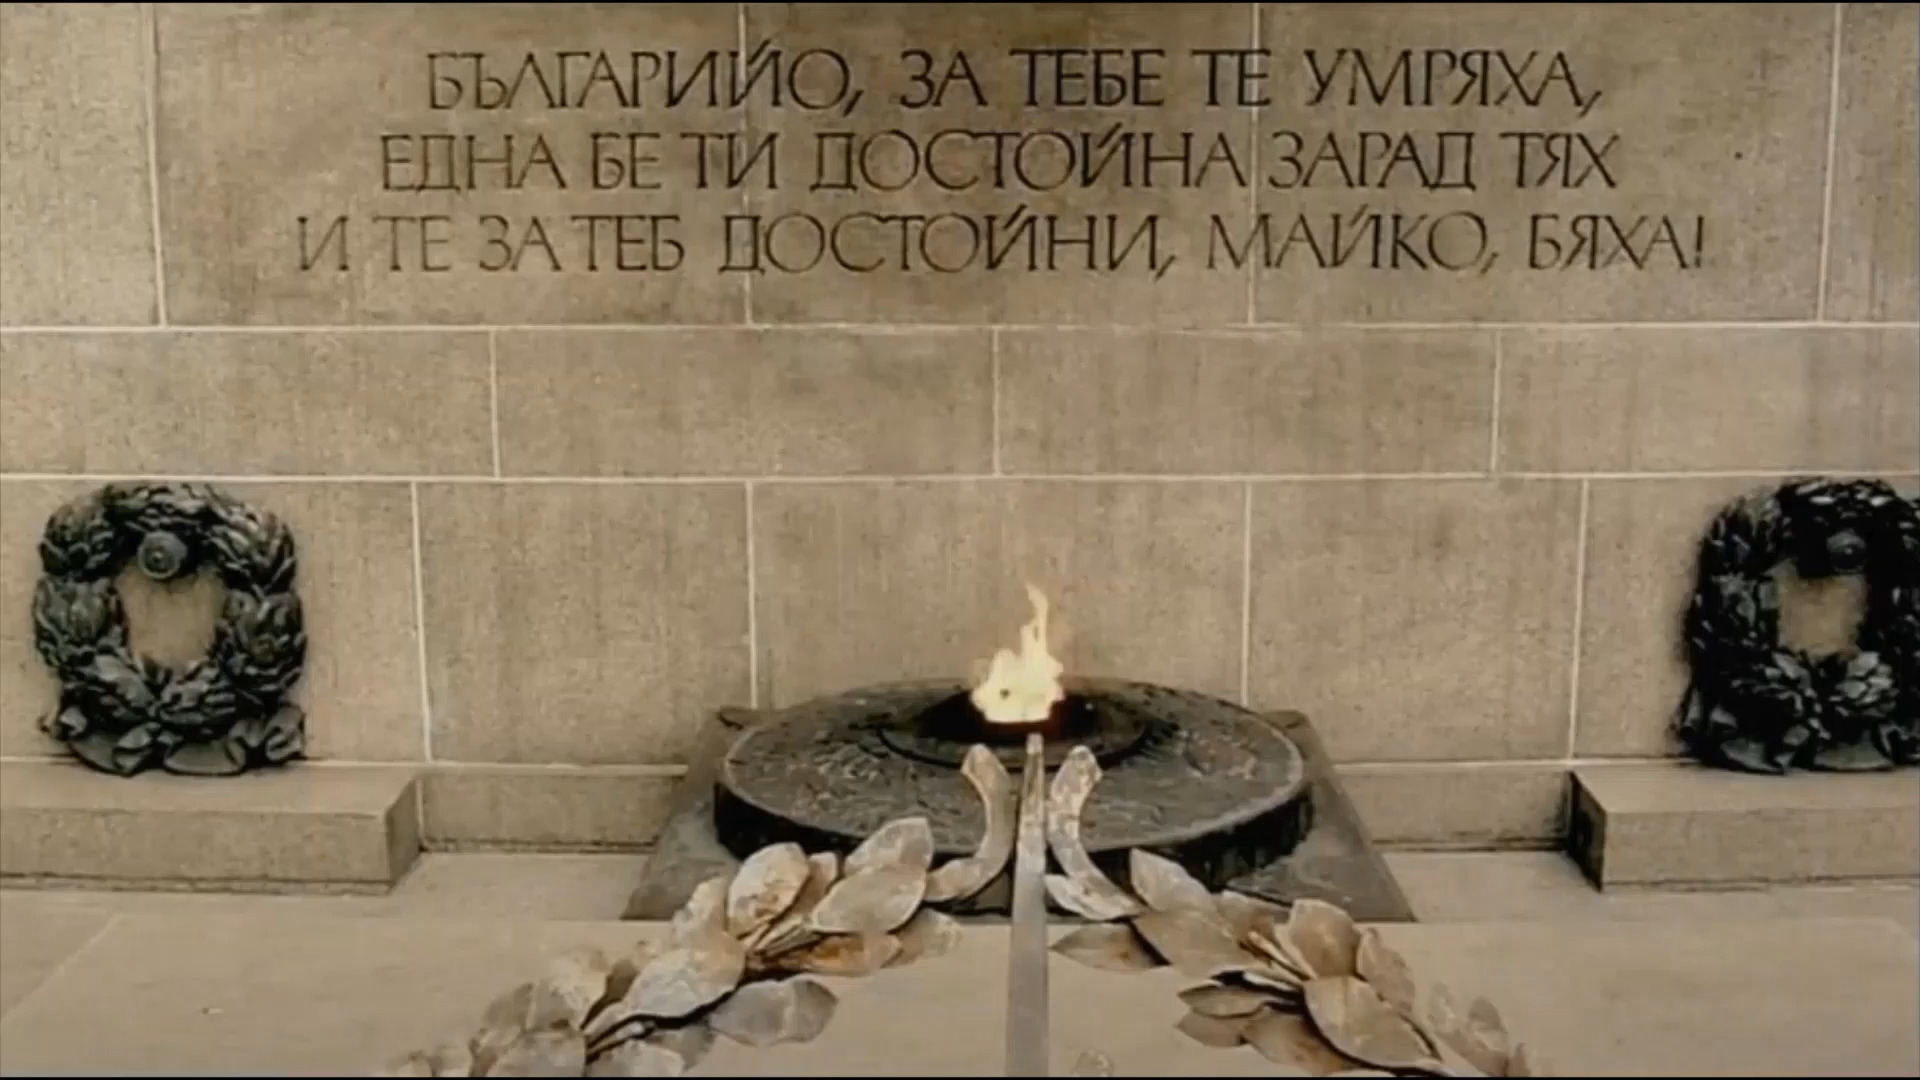 БЪЛГАРИЙО, ЗА ТЕБЕ ТЕ УМРЯХА,
ЕДНА БЕ ТИ ДОСТОЙНА ЗАРАД ТЯХ
И ТЕ ЗА ТЕБ ДОСТОЙНИ, МАЙКО, БЯХА!